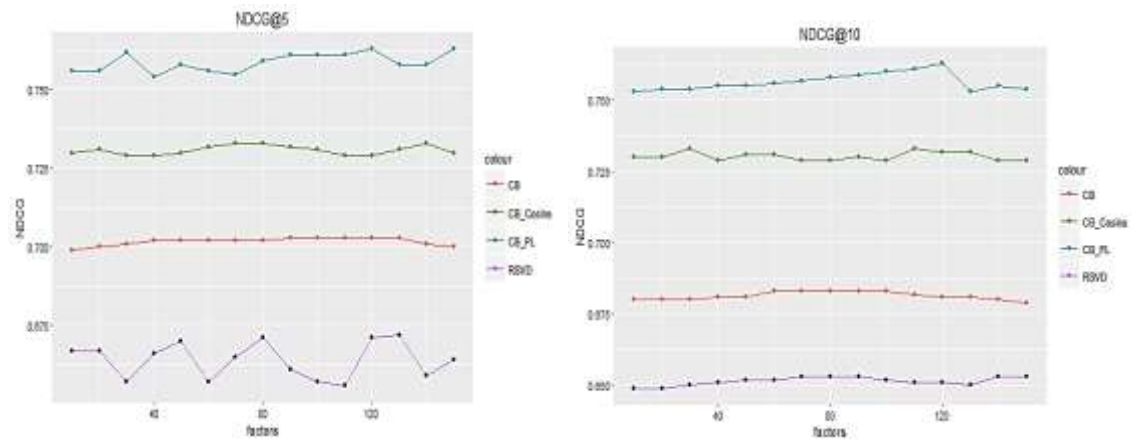 NDCG@5
0.750
0.725
0.700
0.675
NDCG
40
80
120
factors
colour
CB
CB_Cosine
CB_PL
RSVD
NDCG@10
0.750
0.725
0.700
0.675
0.650
NDCG
40
80
120
factors
colour
CB
CB_Cosine
CB_PL
RSVD